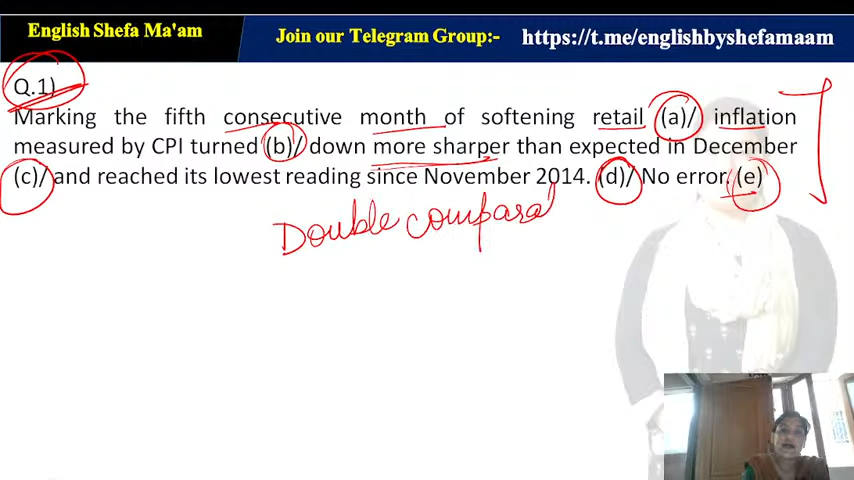 English Shefa Ma'am
Join our Telegram Group:- https://t.me/englishbyshefamaam
Q.1)
Marking the fifth consecutive month of softening retail (a)/ inflation
measured by CPI turned (b)/ down more sharper than expected in December
(c)/ and reached its lowest reading since November 2014. (d)/ No error. (e)
Double comparal